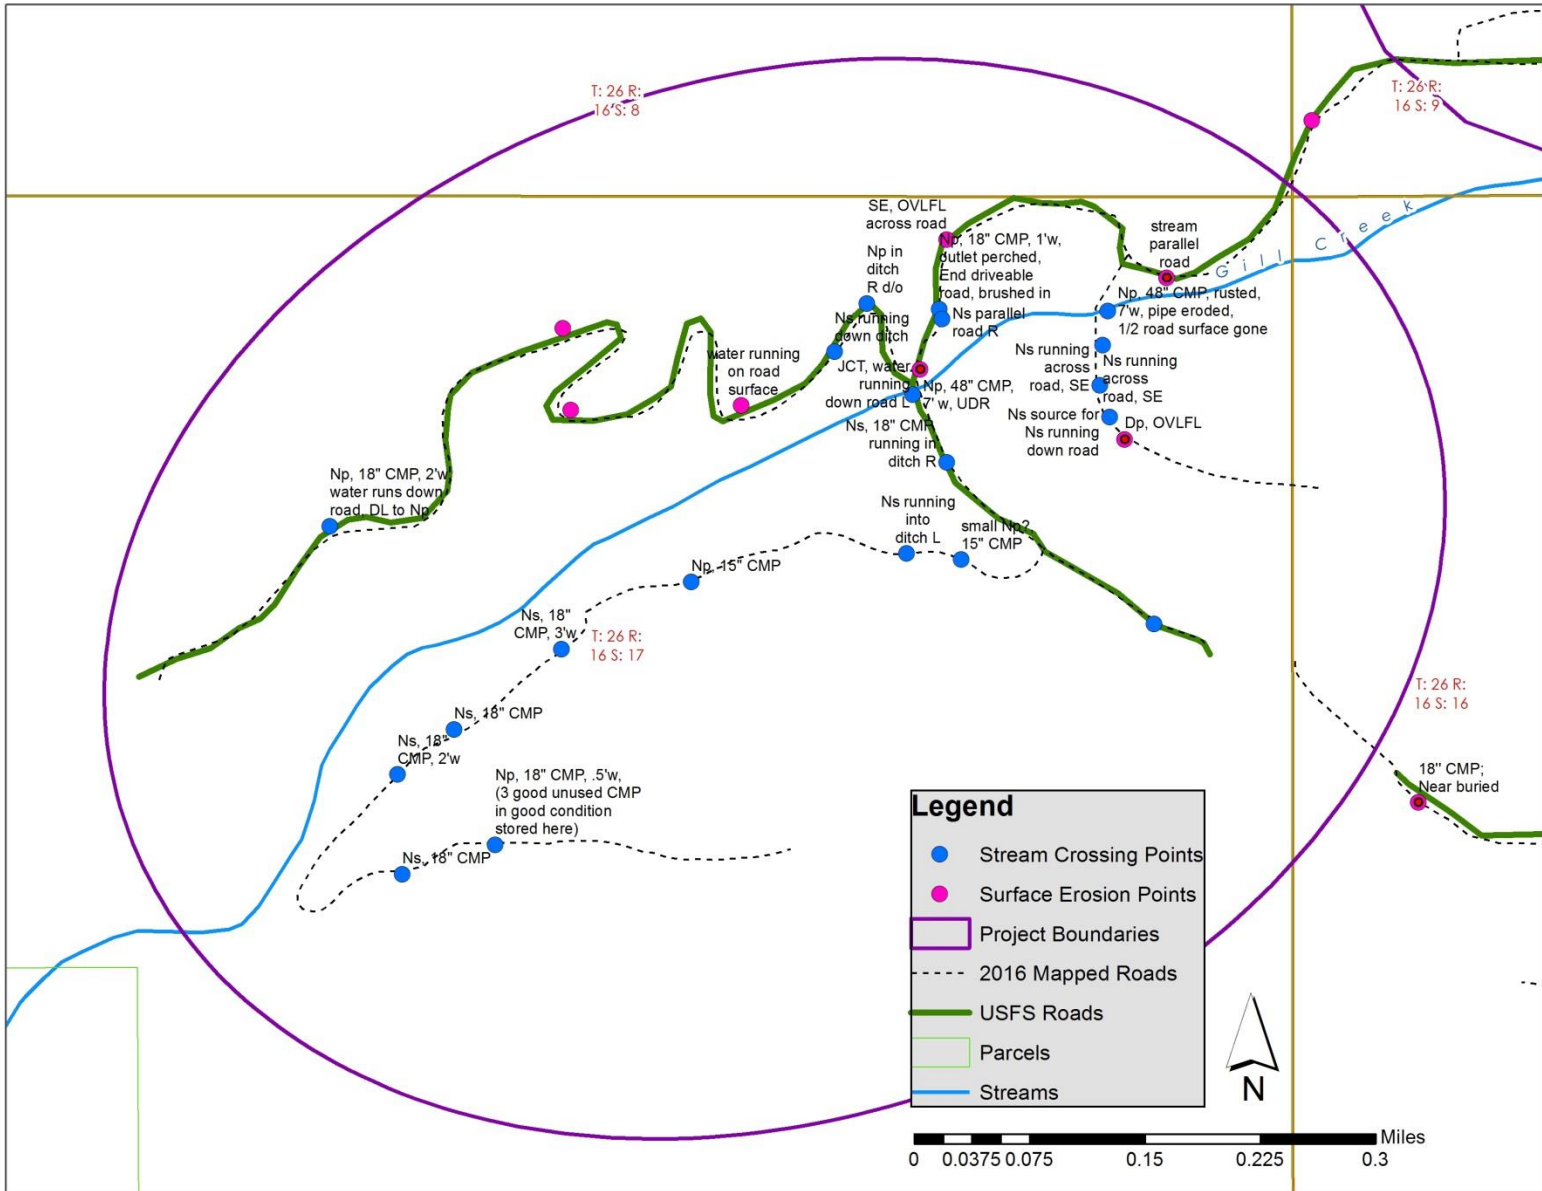 T: 26 R:
16 S: 8
T: 26 R:
16 S: 9
SE, OVLFL
across road
Np in
ditch
R d/o
Np, 18" CMP, 1'w,
outlet perched,
End driveable
road, brushed in
stream
parallel
road
Gill Creek
Np, 48" CMP, rusted,
7'w, pipe eroded,
1/2 road surface gone
Ns running
down ditch
Ns parallel
road R
water running
on road
surface
JCT, water
running
down road L
Np, 48" CMP,
7' w, UDR
Ns running
across
road, SE
Ns running
across
road, SE
Ns source for
Ns running
down road
Dp, OVLFL
Ns, 18" CMP
running in
ditch R
Np, 18" CMP, 2'w
water runs down
road, DL to Np
Ns running
into
ditch L
small Np?
15" CMP
Np, 15" CMP
Ns, 18"
CMP, 3'w
T: 26 R:
16 S: 17
T: 26 R:
16 S: 16
Ns, 18" CMP
Ns, 18"
CMP, 2'w
Np, 18" CMP, .5'w,
(3 good unused CMP
in good condition
stored here)
Ns, 18" CMP
18" CMP;
Near buried
Legend
Stream Crossing Points
Surface Erosion Points
Project Boundaries
2016 Mapped Roads
USFS Roads
Parcels
Streams
N
Miles
0 0.0375 0.075 0.15 0.225 0.3